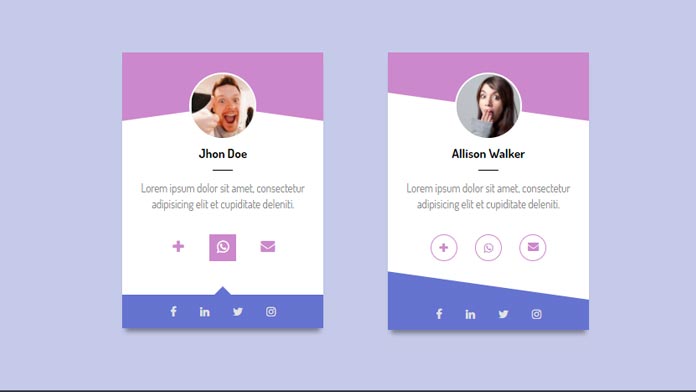 Jhon Doe
Lorem ipsum dolor sit amet, consectetur
adipisicing elit et cupiditate deleniti.
Allison Walker
Lorem ipsum dolor sit amet, consectetur
adipisicing elit et cupiditate deleniti.